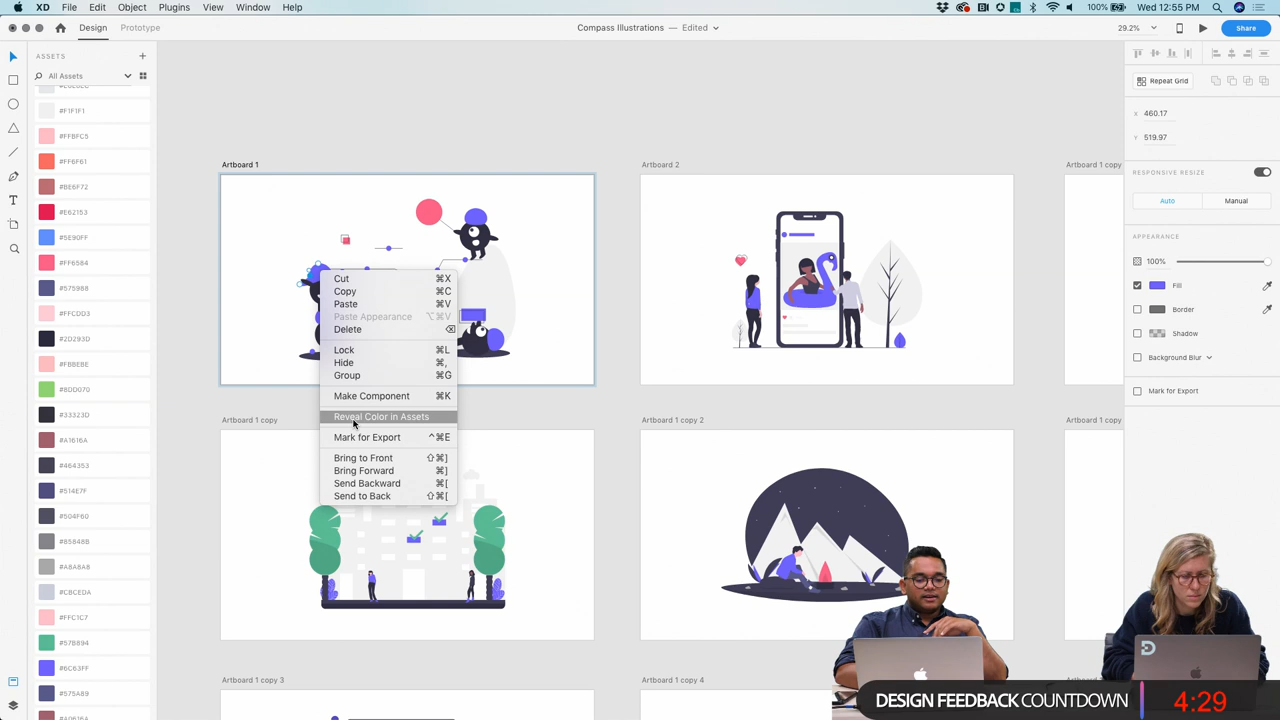 XD File Edit Object Plugins View Window Help
100% Wed 12:55 PM
Design Prototype
Compass Illustrations — Edited
29.2%
Share
ASSETS
All Assets
#F1F1F1
#FFBFC5
#FF6F61
#BE6F72
#E62153
#5E90FF
#FF6584
#575988
#FFCDD3
#2D293D
#FBBEBE
#8DD070
#33323D
#A1616A
#464353
#514E7F
#504F60
#85848B
#A8A8A8
#CBCEDA
#FFC1C7
#57B894
#6C63FF
#575A89
#A0616A
Artboard 1
Artboard 2
Artboard 1 copy
Cut ⌘X
Copy ⌘C
Paste ⌘V
Paste Appearance ⌥⌘V
Delete
Lock ⌘L
Hide ⌘,
Group ⌘G
Make Component ⌘K
Reveal Color in Assets
Mark for Export ^⌘E
Bring to Front ⇧⌘]
Bring Forward ⌘]
Send Backward ⌘[
Send to Back ⇧⌘[
Artboard 1 copy
Artboard 1 copy 2
Artboard 1 copy
Artboard 1 copy 3
Artboard 1 copy 4
Repeat Grid
X 460.17
Y 519.97
RESPONSIVE RESIZE
Auto Manual
APPEARANCE
100%
Fill
Border
Shadow
Background Blur
Mark for Export
DESIGN FEEDBACK COUNTDOWN 4:29